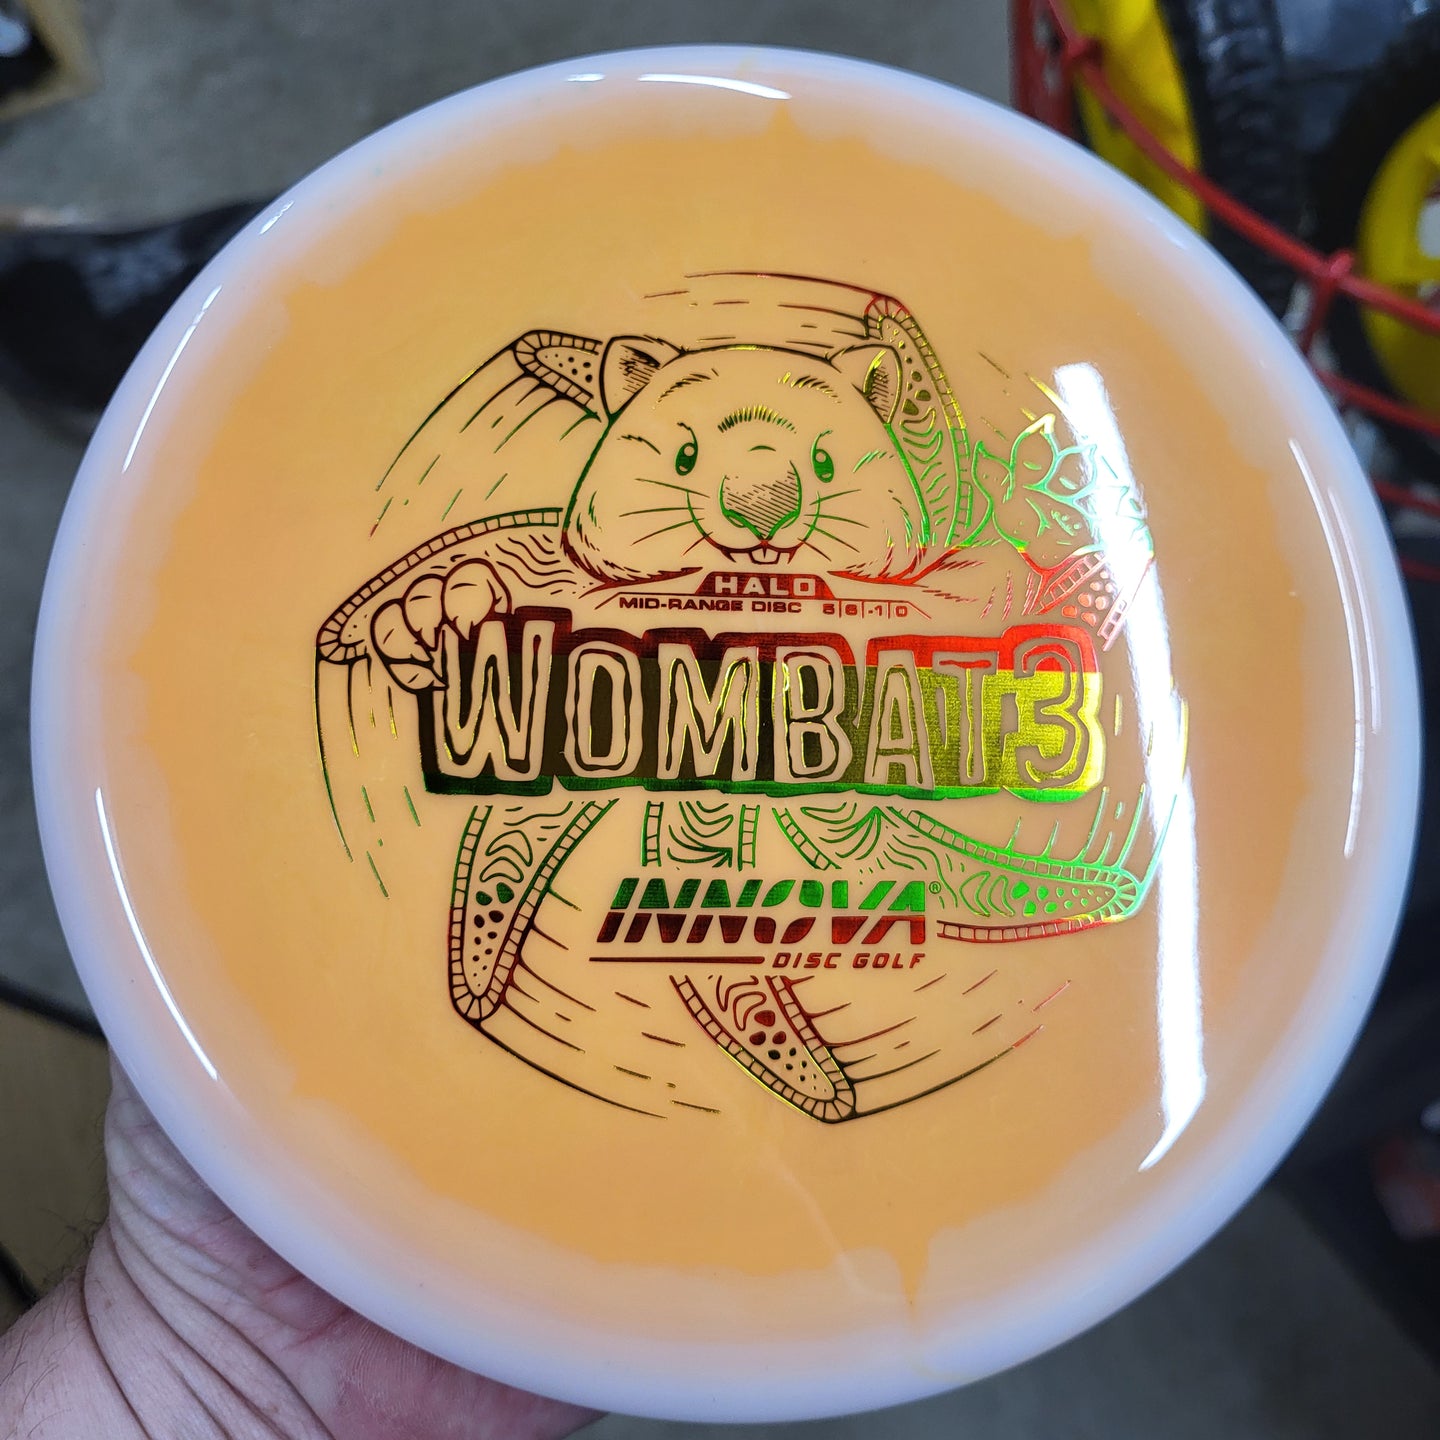 HALO
MID-RANGE DISC 5|6|-1|0
WOMBAT3
INNOVA®
DISC GOLF